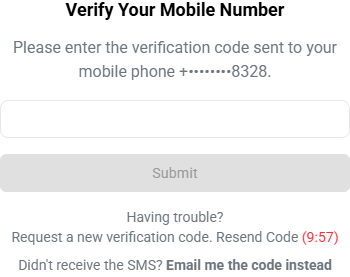 Verify Your Mobile Number
Please enter the verification code sent to your
mobile phone +••••••••8328.
Submit
Having trouble?
Request a new verification code. Resend Code (9:57)
Didn't receive the SMS? Email me the code instead